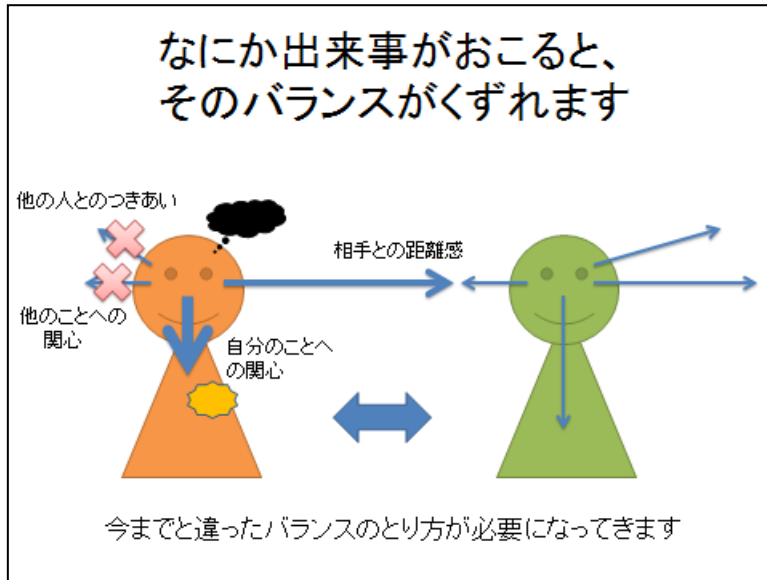 なにか出来事がおこると、
そのバランスがくずれます
他の人とのつきあい
相手との距離感
他のことへの
関心
自分のことへ
の関心
今までと違ったバランスのとり方が必要になってきます